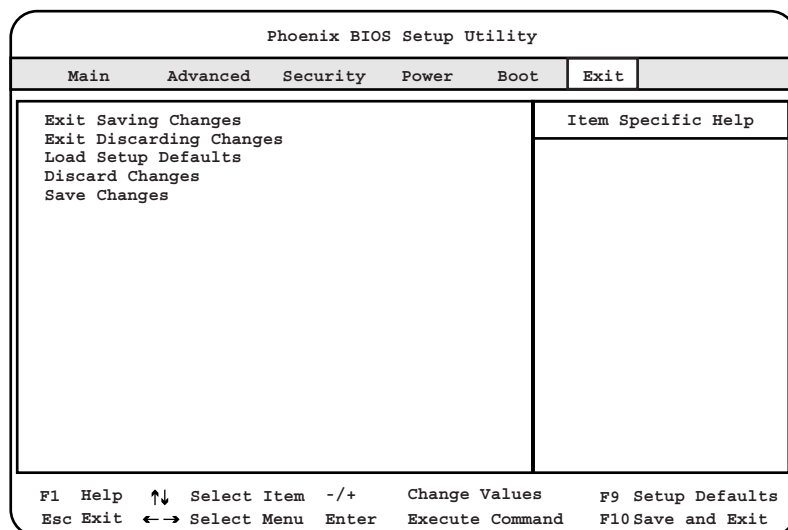 Phoenix BIOS Setup Utility
Main Advanced Security Power Boot Exit
Exit Saving Changes
Exit Discarding Changes
Load Setup Defaults
Discard Changes
Save Changes
Item Specific Help
F1 Help ↑↓ Select Item -/+ Change Values F9 Setup Defaults
Esc Exit ←→ Select Menu Enter Execute Command F10 Save and Exit